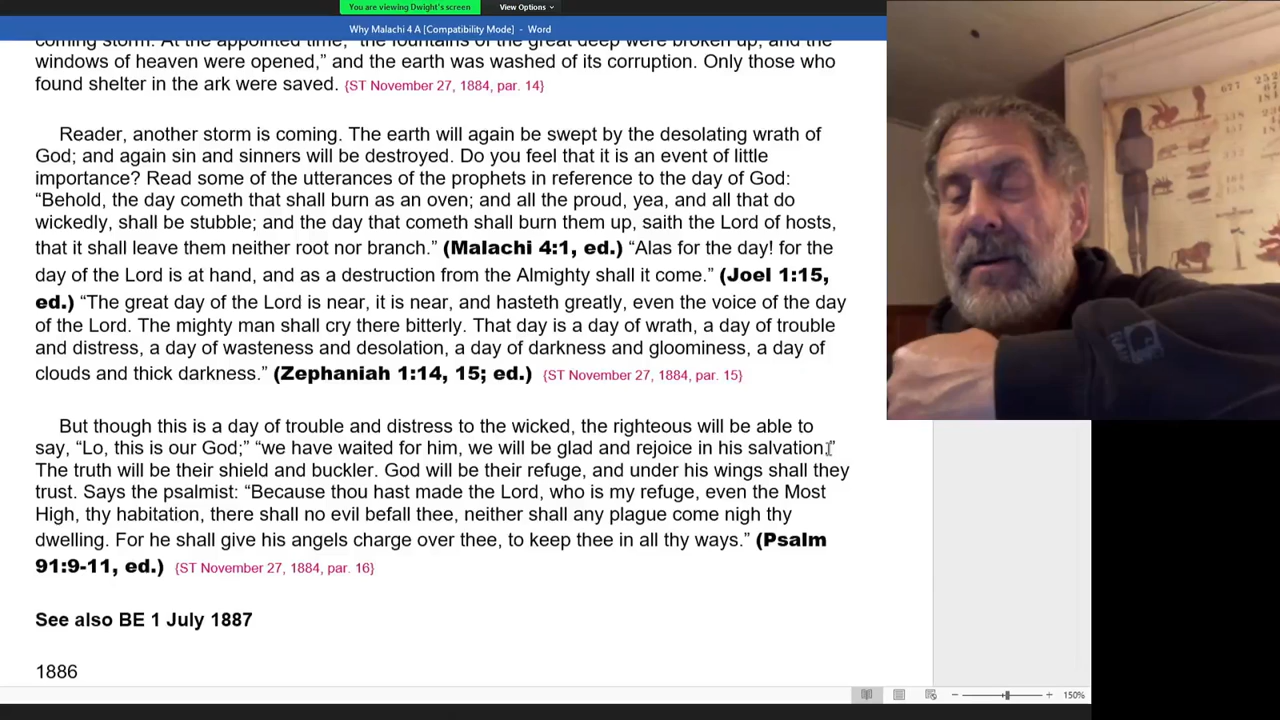 You are viewing Dwight's screen
View Options
Why Malachi 4 A [Compatibility Mode] - Word
coming storm. At the appointed time, “the fountains of the great deep were broken up, and the
windows of heaven were opened,” and the earth was washed of its corruption. Only those who
found shelter in the ark were saved. {ST November 27, 1884, par. 14}
Reader, another storm is coming. The earth will again be swept by the desolating wrath of
God; and again sin and sinners will be destroyed. Do you feel that it is an event of little
importance? Read some of the utterances of the prophets in reference to the day of God:
“Behold, the day cometh that shall burn as an oven; and all the proud, yea, and all that do
wickedly, shall be stubble; and the day that cometh shall burn them up, saith the Lord of hosts,
that it shall leave them neither root nor branch.” (Malachi 4:1, ed.) “Alas for the day! for the
day of the Lord is at hand, and as a destruction from the Almighty shall it come.” (Joel 1:15,
ed.) “The great day of the Lord is near, it is near, and hasteth greatly, even the voice of the day
of the Lord. The mighty man shall cry there bitterly. That day is a day of wrath, a day of trouble
and distress, a day of wasteness and desolation, a day of darkness and gloominess, a day of
clouds and thick darkness.” (Zephaniah 1:14, 15; ed.) {ST November 27, 1884, par. 15}
But though this is a day of trouble and distress to the wicked, the righteous will be able to
say, “Lo, this is our God;” “we have waited for him, we will be glad and rejoice in his salvation;”
The truth will be their shield and buckler. God will be their refuge, and under his wings shall they
trust. Says the psalmist: “Because thou hast made the Lord, who is my refuge, even the Most
High, thy habitation, there shall no evil befall thee, neither shall any plague come nigh thy
dwelling. For he shall give his angels charge over thee, to keep thee in all thy ways.” (Psalm
91:9-11, ed.) {ST November 27, 1884, par. 16}
See also BE 1 July 1887
1886
150%
677